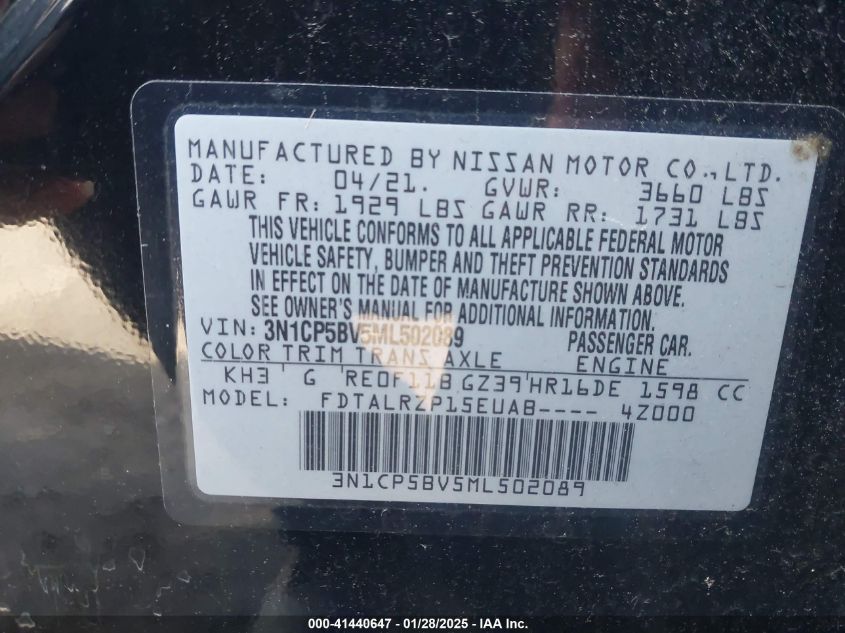 MANUFACTURED BY NISSAN MOTOR CO., LTD.
DATE: 04/21. GVWR: 3660 LBS
GAWR FR: 1929 LBS GAWR RR: 1731 LBS
THIS VEHICLE CONFORMS TO ALL APPLICABLE FEDERAL MOTOR
VEHICLE SAFETY, BUMPER AND THEFT PREVENTION STANDARDS
IN EFFECT ON THE DATE OF MANUFACTURE SHOWN ABOVE.
SEE OWNER'S MANUAL FOR ADDITIONAL INFORMATION.
VIN: 3N1CP5BV5ML502089 PASSENGER CAR.
COLOR TRIM TRANS AXLE ENGINE
KH3 G RE0F11B GZ39 HR16DE 1598 CC
MODEL: FDTALRZP15EUAB---- 4Z000
3N1CP5BV5ML502089
000-41440647 - 01/28/2025 - IAA Inc.